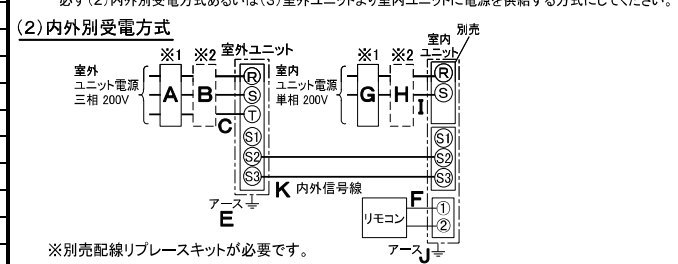 必ず(2)内外別受電方式あるいは(3)室外ユニットより室内ユニットに電源を供給する方式にしてください。
(2)内外別受電方式
※1 ※2 室外ユニット
室外
ユニット電源
三相 200V
A B C
R
S
T
S1
S2
S3
アース
E
K 内外信号線
※1 ※2 室内
ユニット
別売
室内
ユニット電源
単相 200V
G H I
R
S
S1
S2
S3
F
リモコン
①
②
アース J
※別売配線リプレースキットが必要です。